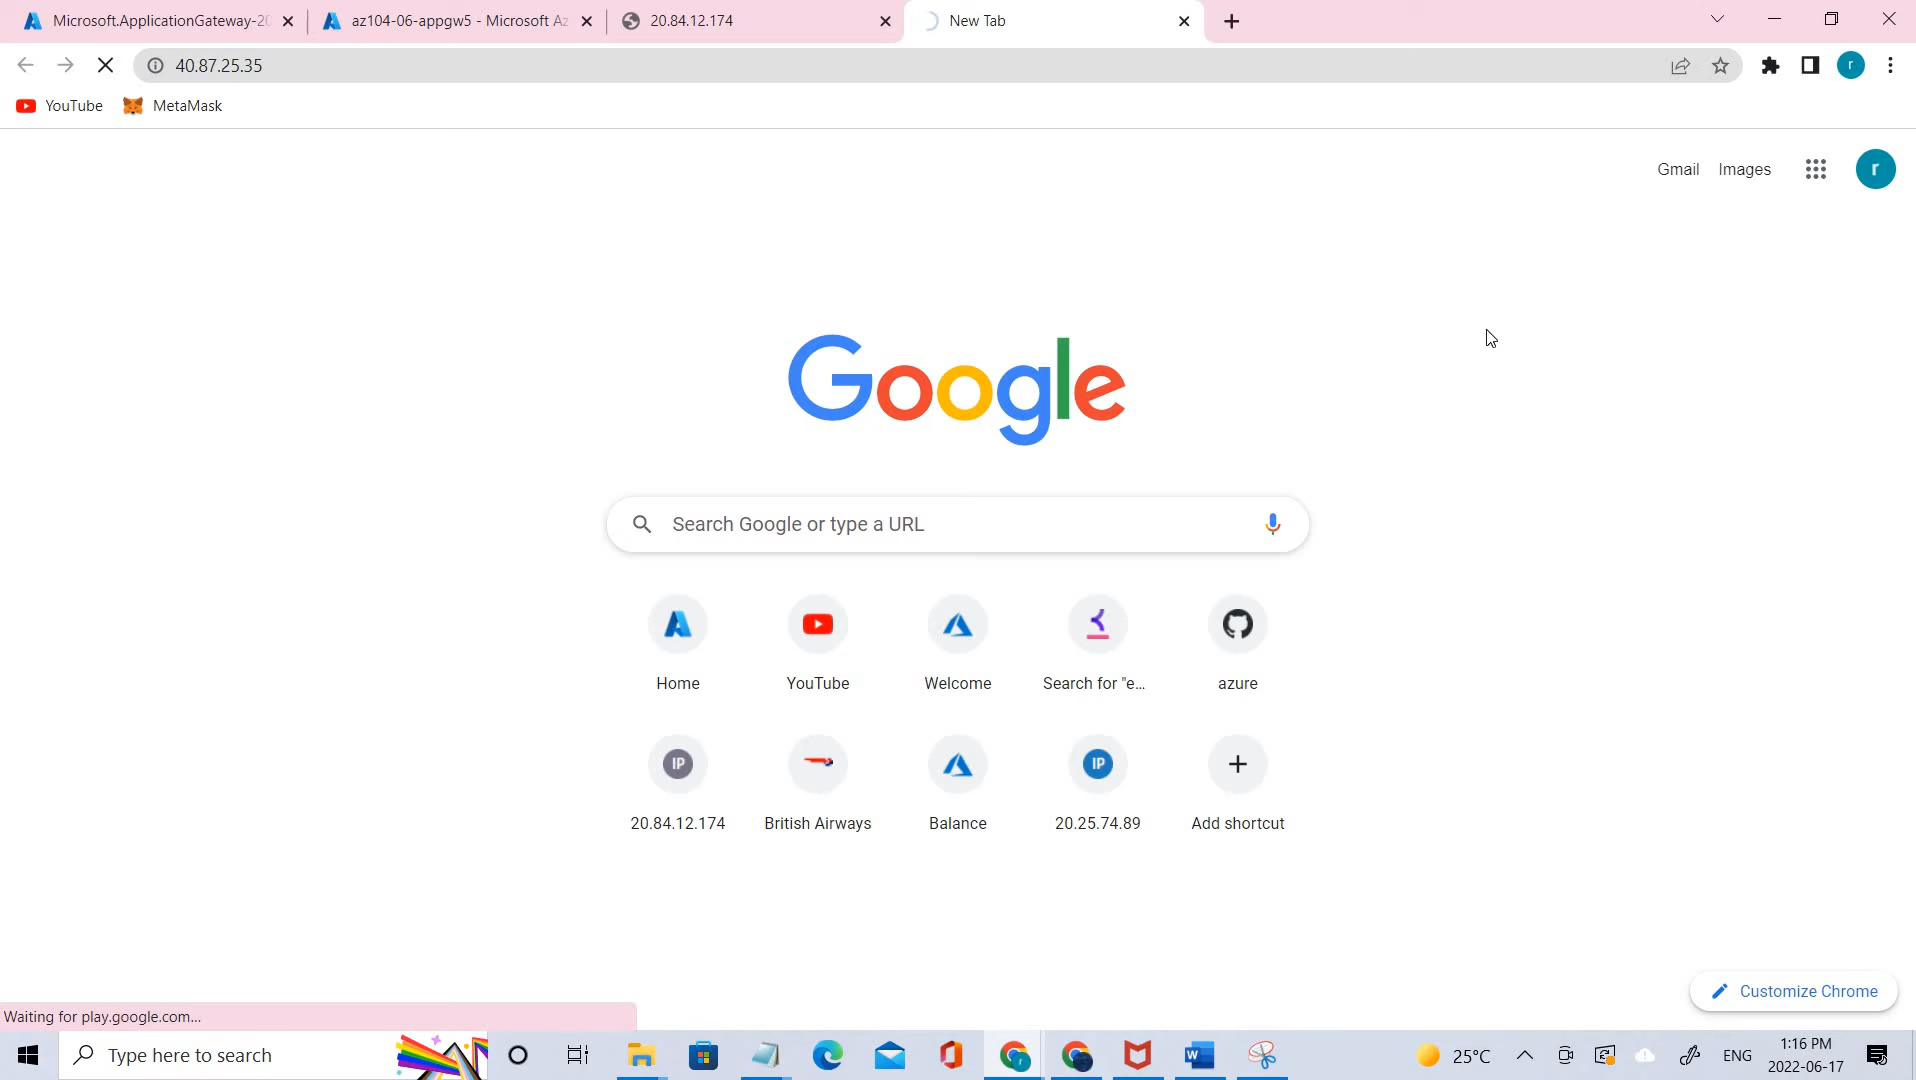 Microsoft.ApplicationGateway-20
az104-06-appgw5 - Microsoft Az
20.84.12.174
New Tab
40.87.25.35
r
YouTube
MetaMask
Gmail
Images
r
Google
Search Google or type a URL
Home
YouTube
Welcome
Search for "e...
azure
IP
IP
20.84.12.174
British Airways
Balance
20.25.74.89
Add shortcut
Customize Chrome
Waiting for play.google.com...
Type here to search
25°C
ENG
1:16 PM
2022-06-17